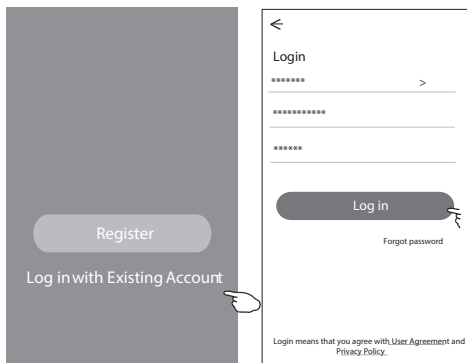 Register
Log in with Existing Account
Login
******* >
***********
******
Log in
Forgot password
Login means that you agree with User Agreement and
Privacy Policy